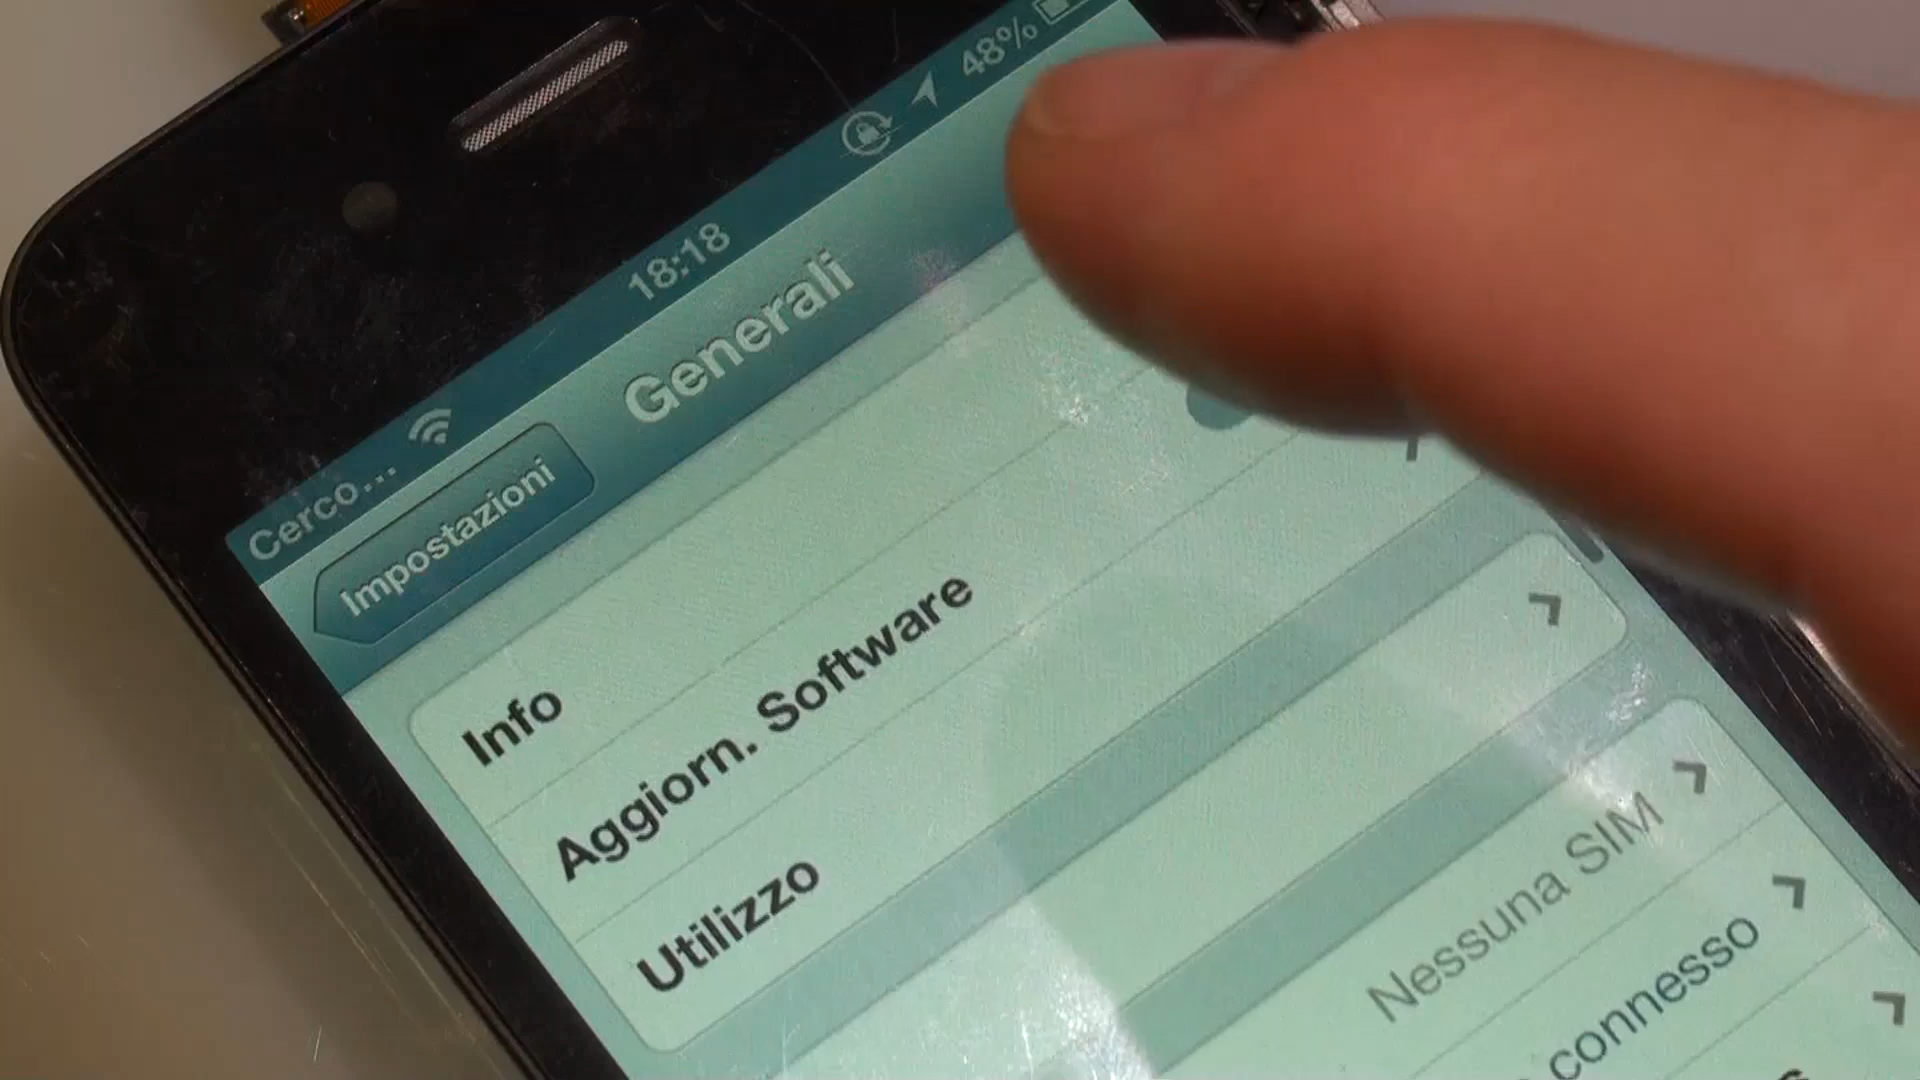 Cerco... 18:18 48%
Impostazioni Generali
Info
Aggiorn. Software
Utilizzo
Nessuna SIM
connesso